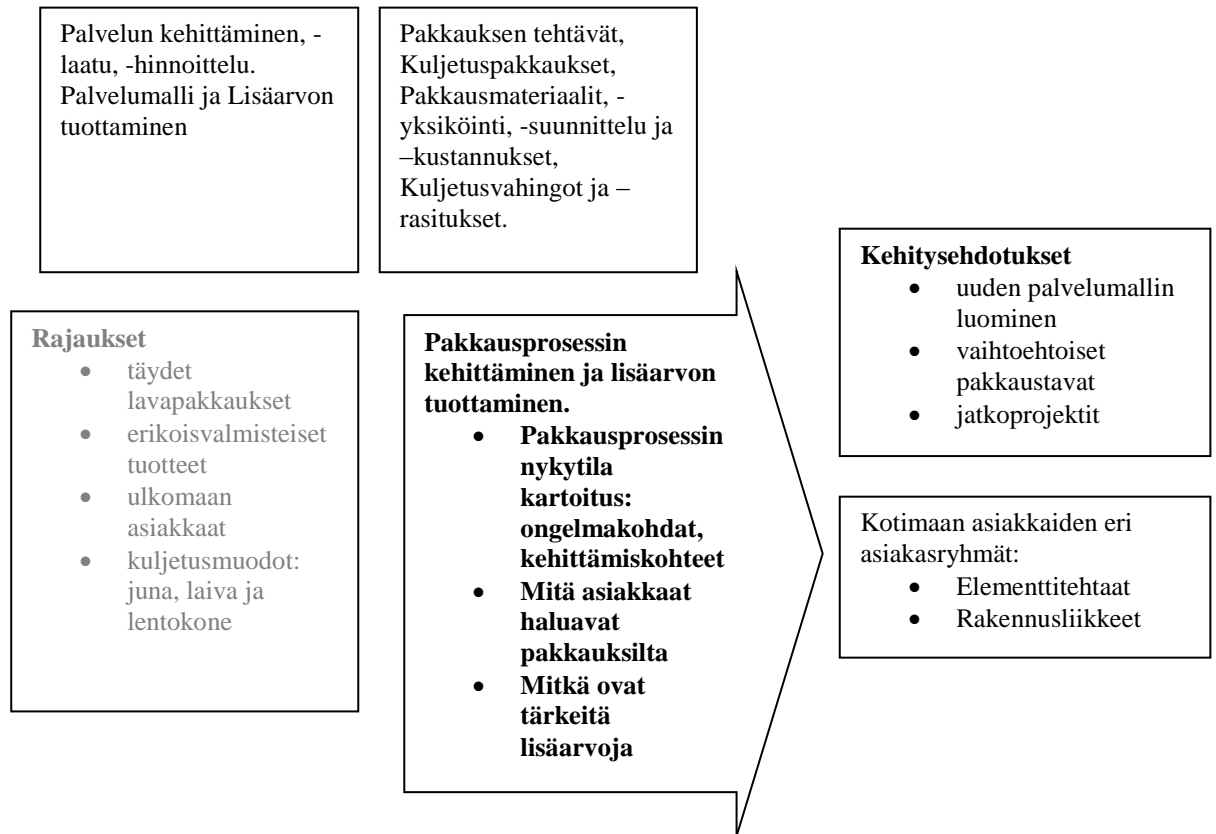 Palvelun kehittäminen, -
laatu, -hinnoittelu.
Palvelumalli ja Lisäarvon
tuottaminen
Pakkauksen tehtävät,
Kuljetuspakkaukset,
Pakkausmateriaalit, -
yksiköinti, -suunnittelu ja
–kustannukset,
Kuljetusvahingot ja –
rasitukset.
Rajaukset
• täydet
lavapakkaukset
• erikoisvalmisteiset
tuotteet
• ulkomaan
asiakkaat
• kuljetusmuodot:
juna, laiva ja
lentokone
Pakkausprosessin
kehittäminen ja lisäarvon
tuottaminen.
• Pakkausprosessin
nykytila
kartoitus:
ongelmakohdat,
kehittämiskohteet
• Mitä asiakkaat
haluavat
pakkauksilta
• Mitkä ovat
tärkeitä
lisäarvoja
Kehitysehdotukset
• uuden palvelumallin
luominen
• vaihtoehtoiset
pakkaustavat
• jatkoprojektit
Kotimaan asiakkaiden eri
asiakasryhmät:
• Elementtitehtaat
• Rakennusliikkeet